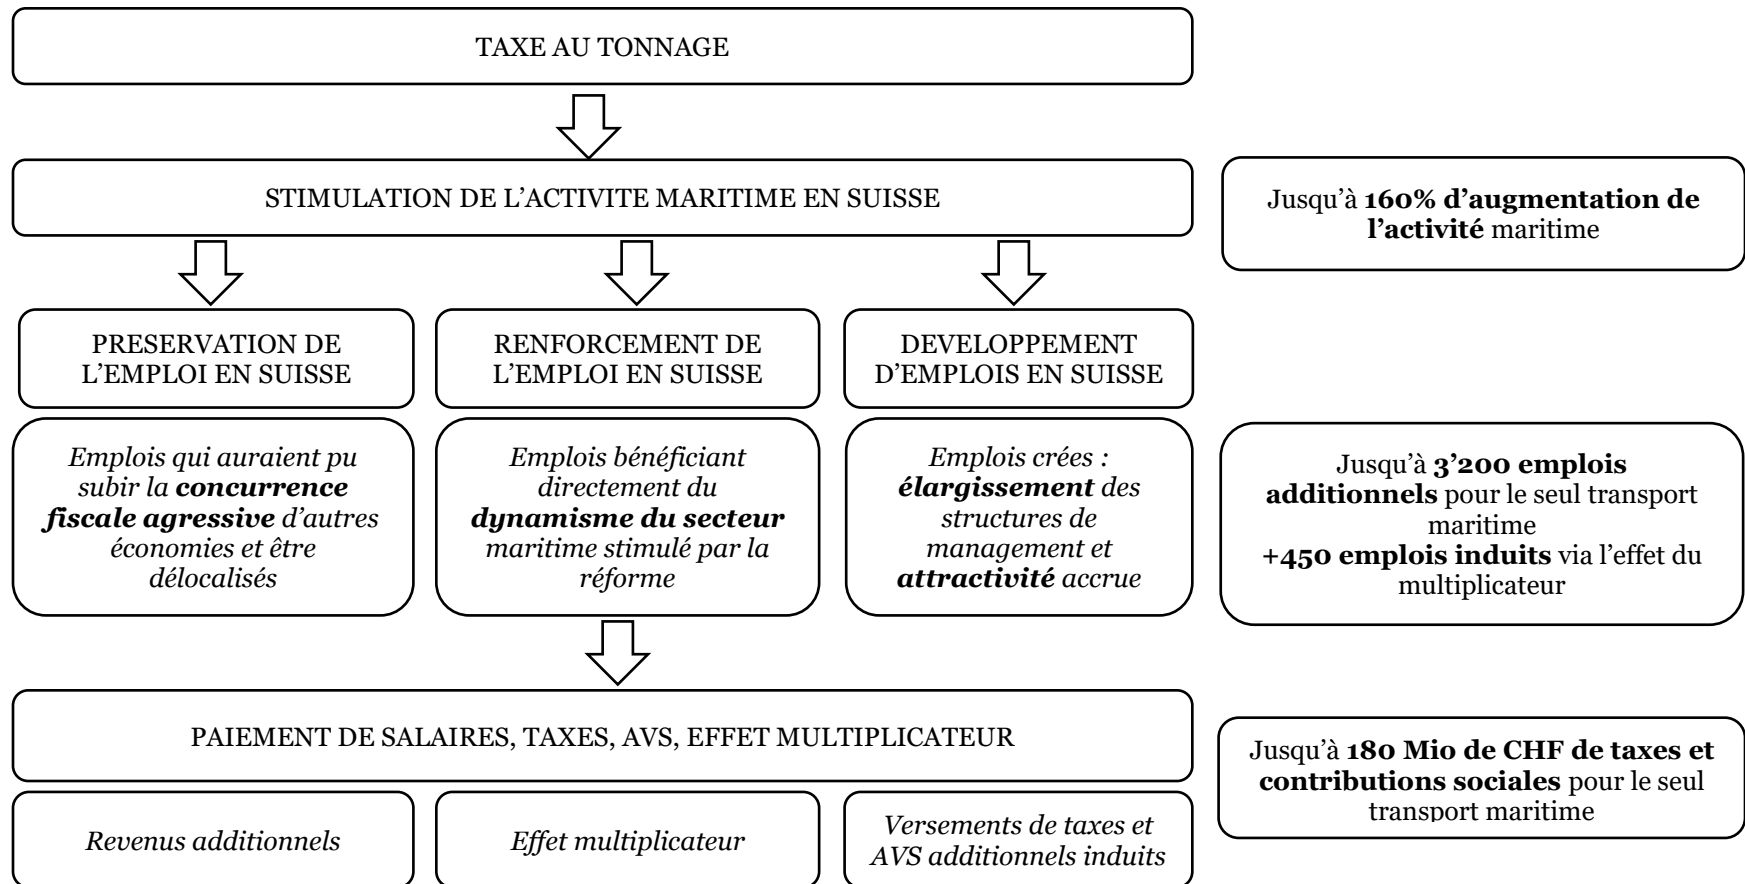 TAXE AU TONNAGE
STIMULATION DE L’ACTIVITE MARITIME EN SUISSE
Jusqu’à 160% d’augmentation de
l’activité maritime
PRESERVATION DE
L’EMPLOI EN SUISSE
RENFORCEMENT DE
L’EMPLOI EN SUISSE
DEVELOPPEMENT
D’EMPLOIS EN SUISSE
Emplois qui auraient pu
subir la concurrence
fiscale agressive d’autres
économies et être
délocalisés
Emplois bénéficiant
directement du
dynamisme du secteur
maritime stimulé par la
réforme
Emplois crées :
élargissement des
structures de
management et
attractivité accrue
Jusqu’à 3’200 emplois
additionnels pour le seul transport
maritime
+450 emplois induits via l’effet du
multiplicateur
PAIEMENT DE SALAIRES, TAXES, AVS, EFFET MULTIPLICATEUR
Jusqu’à 180 Mio de CHF de taxes et
contributions sociales pour le seul
transport maritime
Revenus additionnels
Effet multiplicateur
Versements de taxes et
AVS additionnels induits